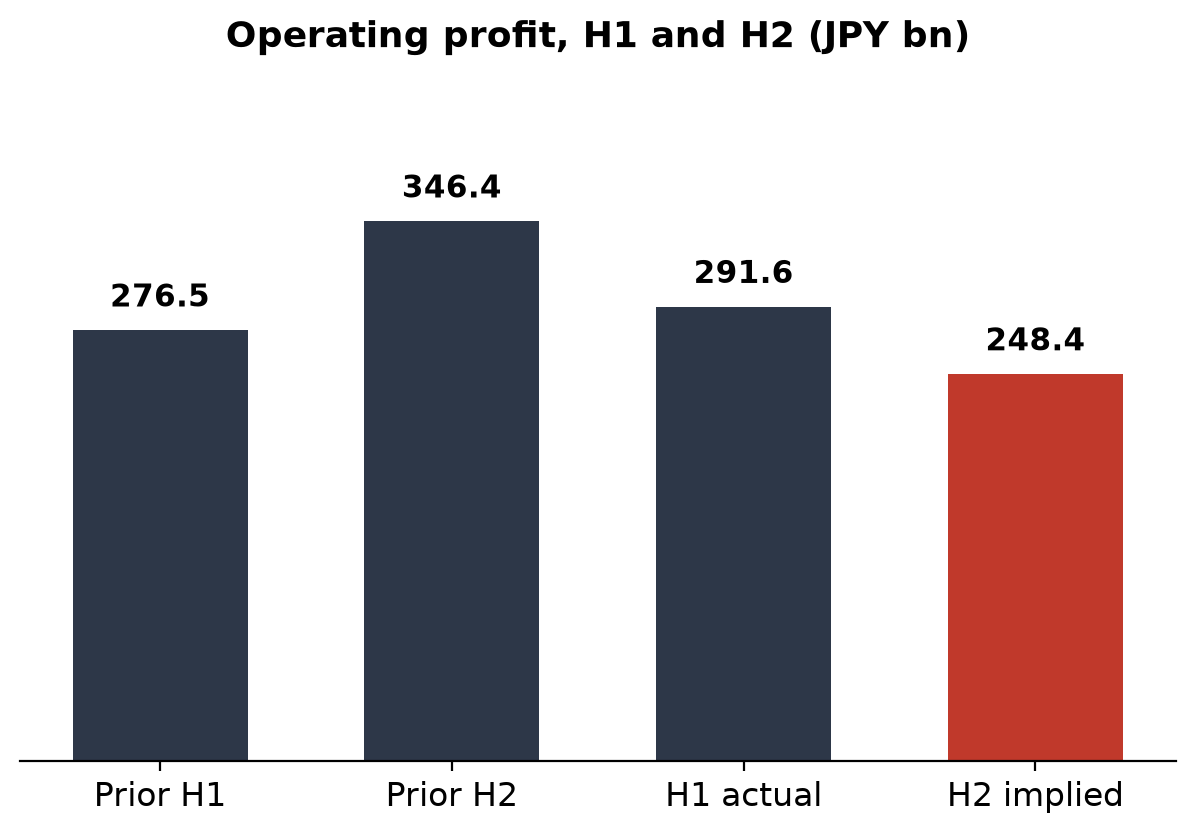 Operating profit, H1 and H2 (JPY bn)
276.5
346.4
291.6
248.4
Prior H1
Prior H2
H1 actual
H2 implied